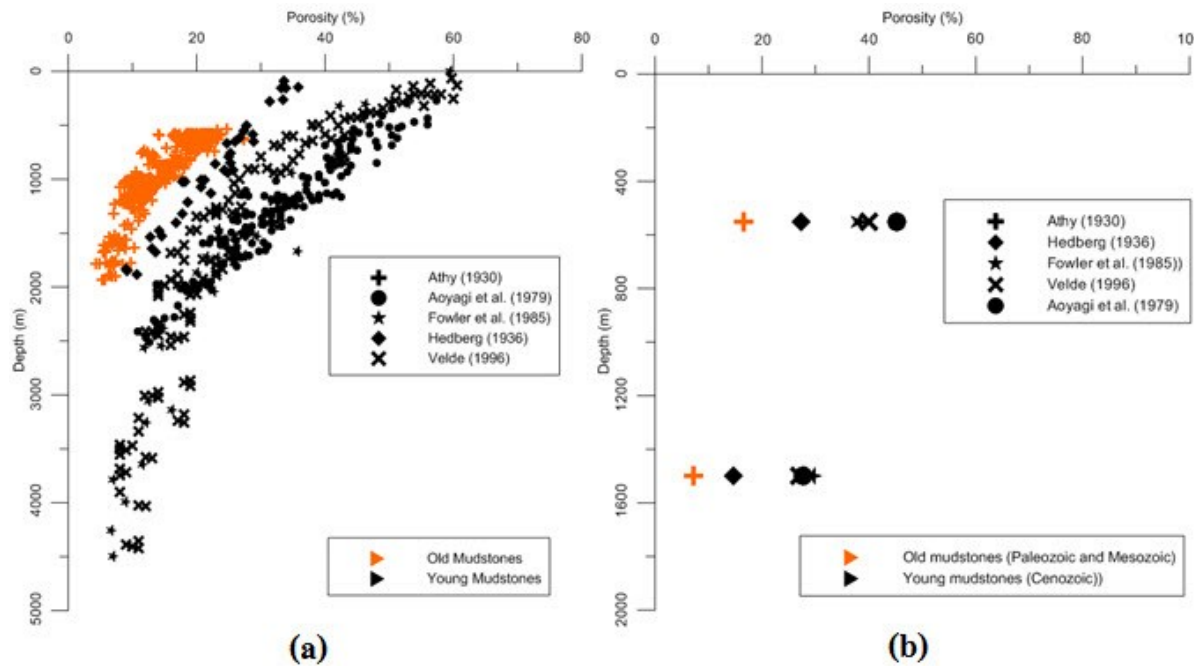 Porosity (%)
0 20 40 60 80
0
1000
2000
3000
4000
5000
Depth (m)
Athy (1930)
Aoyagi et al. (1979)
Fowler et al. (1985)
Hedberg (1936)
Velde (1996)
Old Mudstones
Young Mudstones
(a)
Porosity (%)
0 20 40 60 80 100
0
400
800
1200
1600
2000
Depth (m)
Athy (1930)
Hedberg (1936)
Fowler et al. (1985))
Velde (1996)
Aoyagi et al. (1979)
Old mudstones (Paleozoic and Mesozoic)
Young mudstones (Cenozoic))
(b)